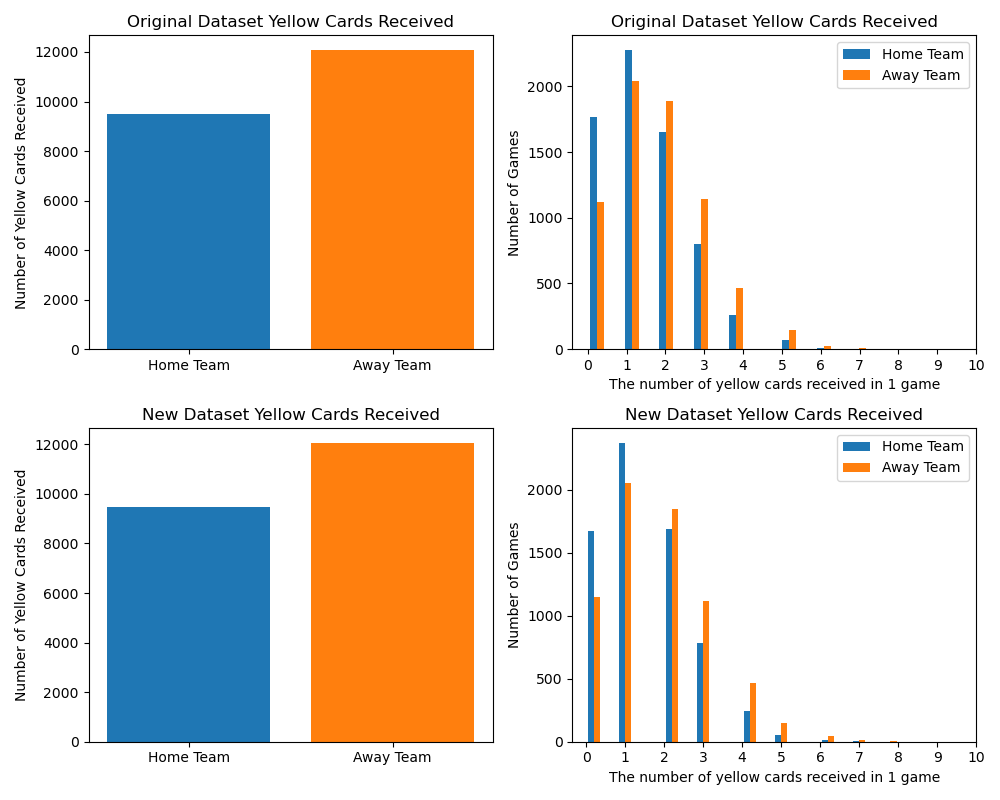 Original Dataset Yellow Cards Received
Number of Yellow Cards Received
12000
10000
8000
6000
4000
2000
0
Home Team Away Team
Original Dataset Yellow Cards Received
Number of Games
2000
1500
1000
500
0
Home Team
Away Team
0 1 2 3 4 5 6 7 8 9 10
The number of yellow cards received in 1 game
New Dataset Yellow Cards Received
Number of Yellow Cards Received
12000
10000
8000
6000
4000
2000
0
Home Team Away Team
New Dataset Yellow Cards Received
Number of Games
2000
1500
1000
500
0
Home Team
Away Team
0 1 2 3 4 5 6 7 8 9 10
The number of yellow cards received in 1 game